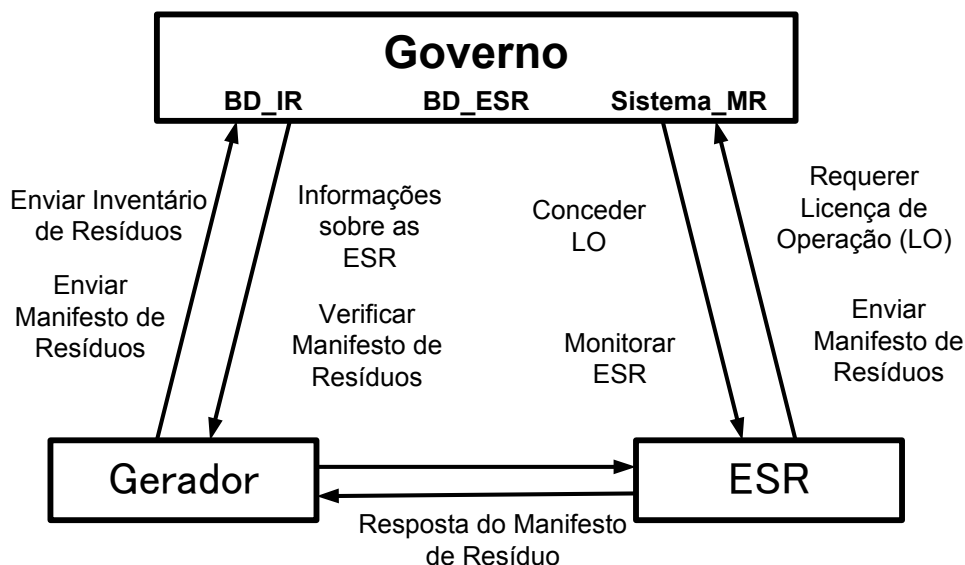 Governo
BD_IR BD_ESR Sistema_MR
Enviar Inventário
de Resíduos
Enviar
Manifesto de
Resíduos
Informações
sobre as
ESR
Verificar
Manifesto de
Resíduos
Conceder
LO
Monitorar
ESR
Requerer
Licença de
Operação (LO)
Enviar
Manifesto de
Resíduos
Gerador
ESR
Resposta do Manifesto
de Resíduo